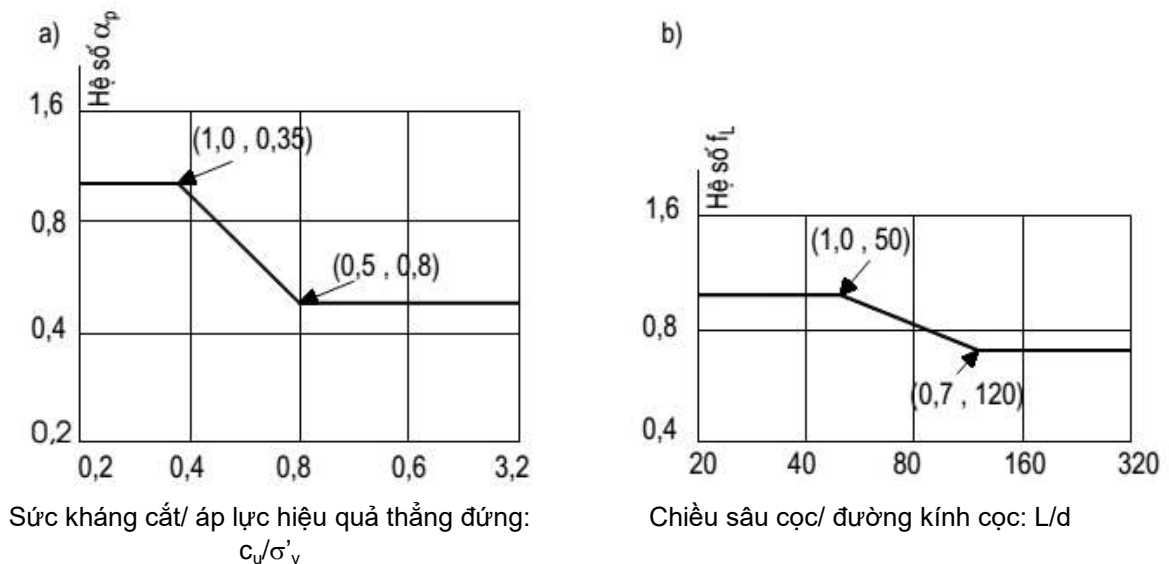 a)
Hệ số αp
1,6
0,8
0,4
0,2
(1,0 , 0,35)
(0,5 , 0,8)
0,2 0,4 0,8 0,6 3,2
Sức kháng cắt/ áp lực hiệu quả thẳng đứng:
cu/σ'v
b)
Hệ số fL
1,6
0,8
0,4
(1,0 , 50)
(0,7 , 120)
20 40 80 160 320
Chiều sâu cọc/ đường kính cọc: L/d